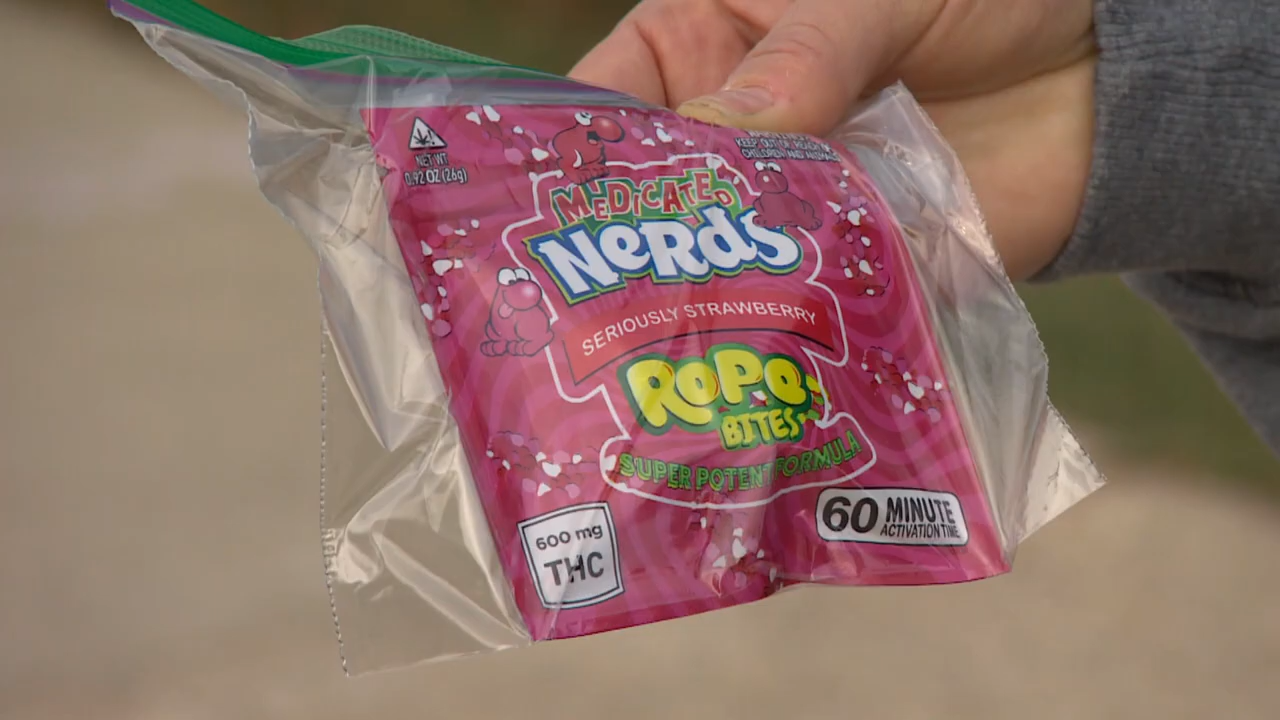 NET WT
0.92 OZ (26g)
KEEP OUT OF REACH OF
CHILDREN AND ANIMALS
MEDICATED
NeRdS
SERIOUSLY STRAWBERRY
ROPE
BITES
SUPER POTENT FORMULA
600 mg
THC
60 MINUTE
ACTIVATION TIME